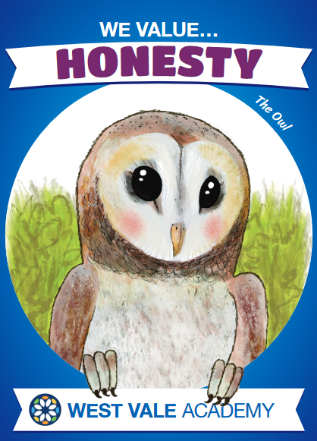 WE VALUE...
HONESTY
The Owl
WEST VALE ACADEMY